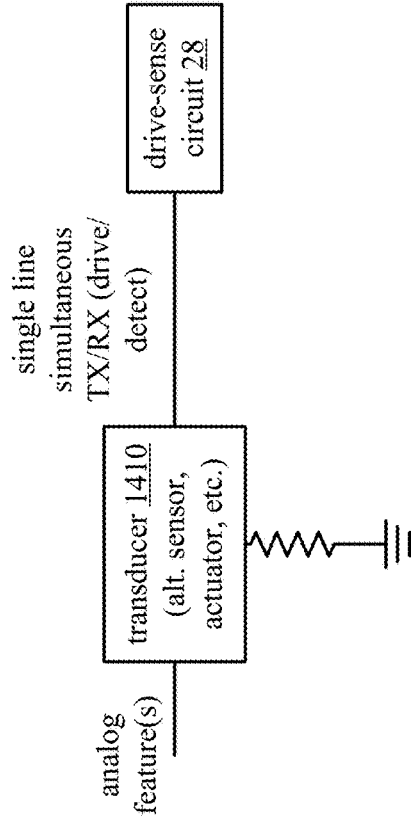 analog
feature(s)
transducer 1410
(alt. sensor,
actuator, etc.)
single line
simultaneous
TX/RX (drive/
detect)
drive-sense
circuit 28